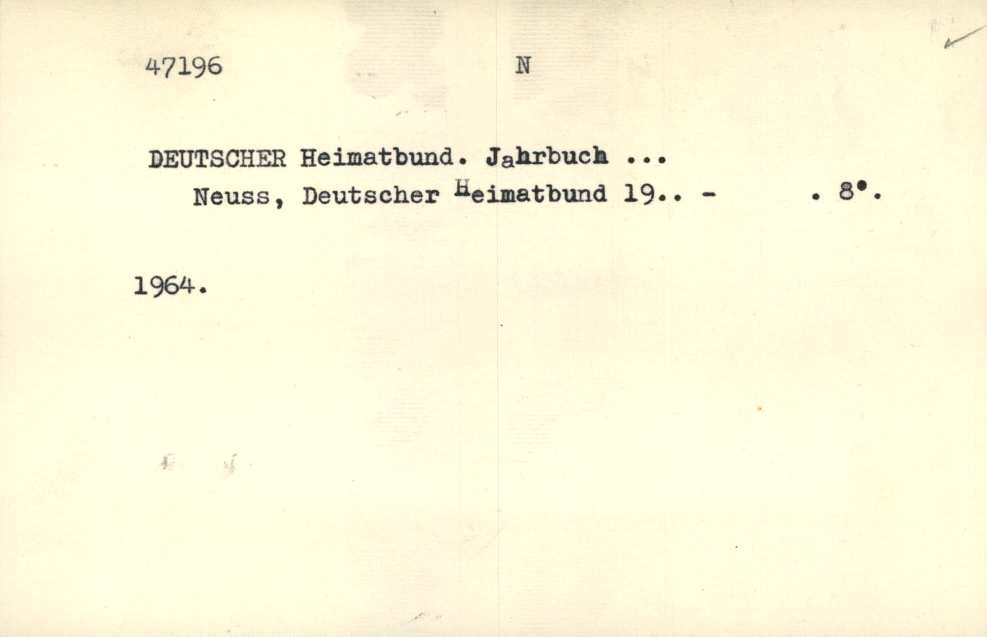 47196 N
DEUTSCHER Heimatbund. Jahrbuch ...
Neuss, Deutscher Heimatbund 19.. - . 8°.
1964.